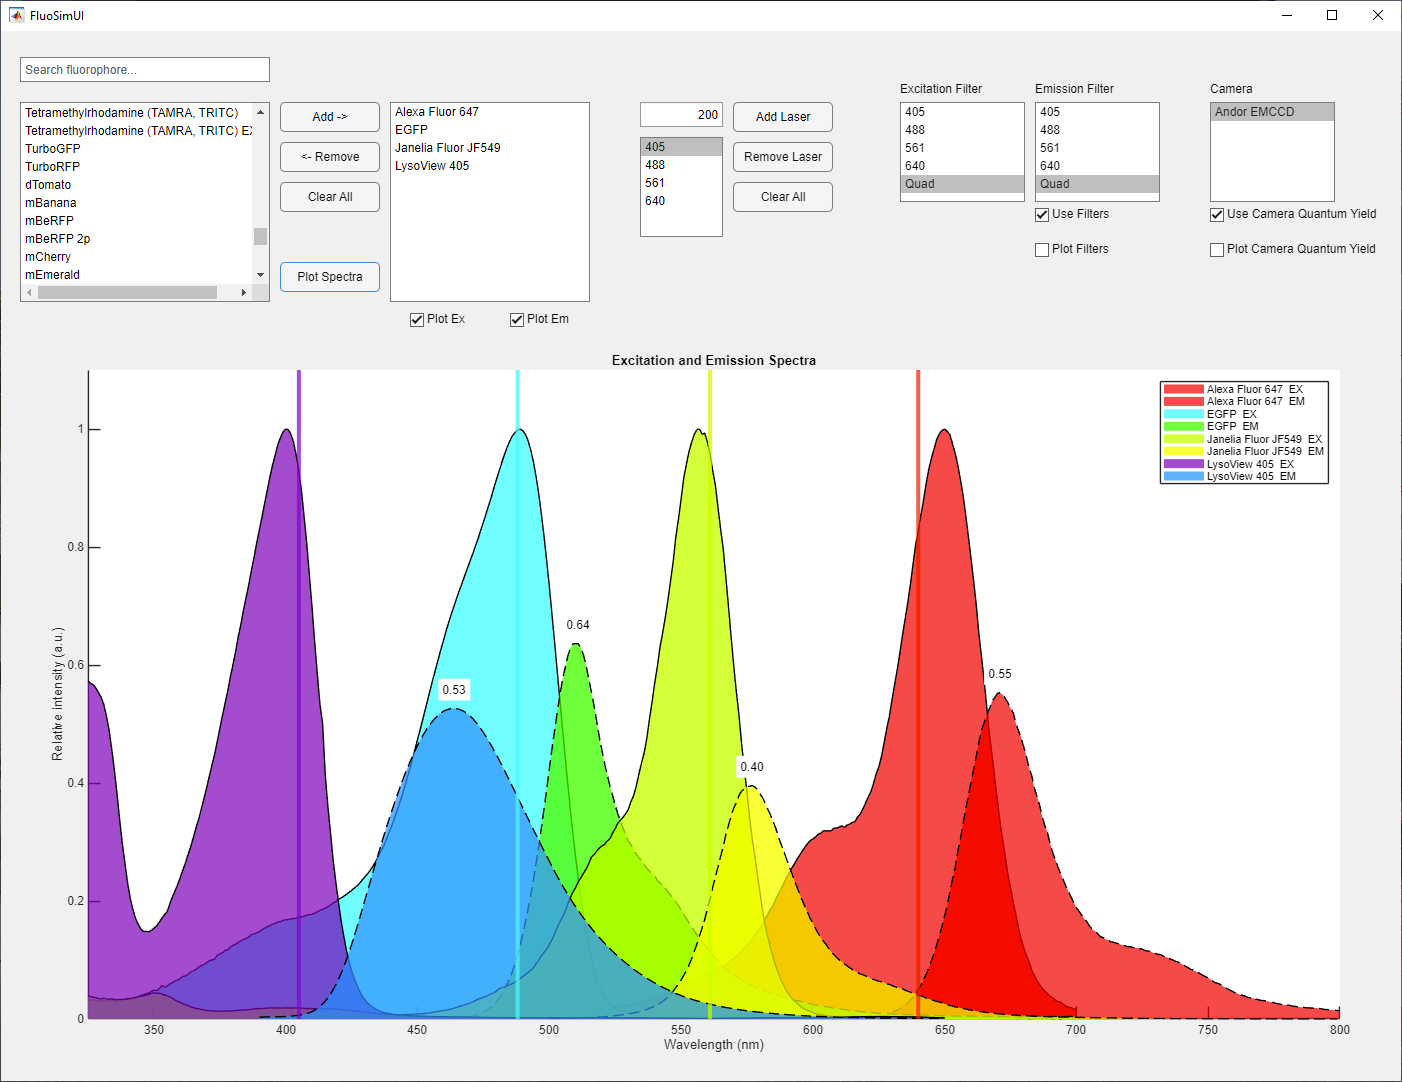 FluoSimUI
Search fluorophore...
Tetramethylrhodamine (TAMRA, TRITC)
Tetramethylrhodamine (TAMRA, TRITC) E
TurboGFP
TurboRFP
dTomato
mBanana
mBeRFP
mBeRFP 2p
mCherry
mEmerald
Add ->
<- Remove
Clear All
Plot Spectra
Alexa Fluor 647
EGFP
Janelia Fluor JF549
LysoView 405
Plot Ex
Plot Em
200
405
488
561
640
Add Laser
Remove Laser
Clear All
Excitation Filter
405
488
561
640
Quad
Emission Filter
405
488
561
640
Quad
Use Filters
Plot Filters
Camera
Andor EMCCD
Use Camera Quantum Yield
Plot Camera Quantum Yield
Excitation and Emission Spectra
Alexa Fluor 647 EX
Alexa Fluor 647 EM
EGFP EX
EGFP EM
Janelia Fluor JF549 EX
Janelia Fluor JF549 EM
LysoView 405 EX
LysoView 405 EM
1
0.8
0.6
0.4
0.2
0
Relative intensity (a.u.)
0.53
0.64
0.40
0.55
350
400
450
500
550
600
650
700
750
800
Wavelength (nm)